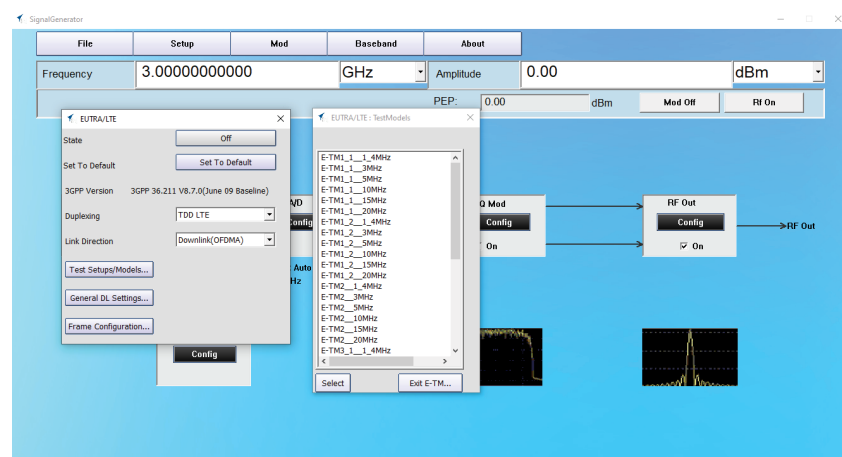 SignalGenerator
File Setup Mod Baseband About
Frequency 3.00000000000 GHz Amplitude 0.00 dBm
PEP: 0.00 dBm Mod Off Rf On
EUTRA/LTE
State Off
Set To Default Set To Default
3GPP Version 3GPP 36.211 V8.7.0(June 09 Baseline)
Duplexing TDD LTE
Link Direction Downlink(OFDMA)
Test Setups/Models...
General DL Settings...
Frame Configuration...
EUTRA/LTE : TestModels
E-TM1_1__1_4MHz
E-TM1_1__3MHz
E-TM1_1__5MHz
E-TM1_1__10MHz
E-TM1_1__15MHz
E-TM1_1__20MHz
E-TM1_2__1_4MHz
E-TM1_2__3MHz
E-TM1_2__5MHz
E-TM1_2__10MHz
E-TM1_2__15MHz
E-TM1_2__20MHz
E-TM2__1_4MHz
E-TM2__3MHz
E-TM2__5MHz
E-TM2__10MHz
E-TM2__15MHz
E-TM2__20MHz
E-TM3_1__1_4MHz
Select Exit E-TM...
A/D
Config
Auto
Hz
Q Mod
Config
On
RF Out
Config
On
RF Out
Config